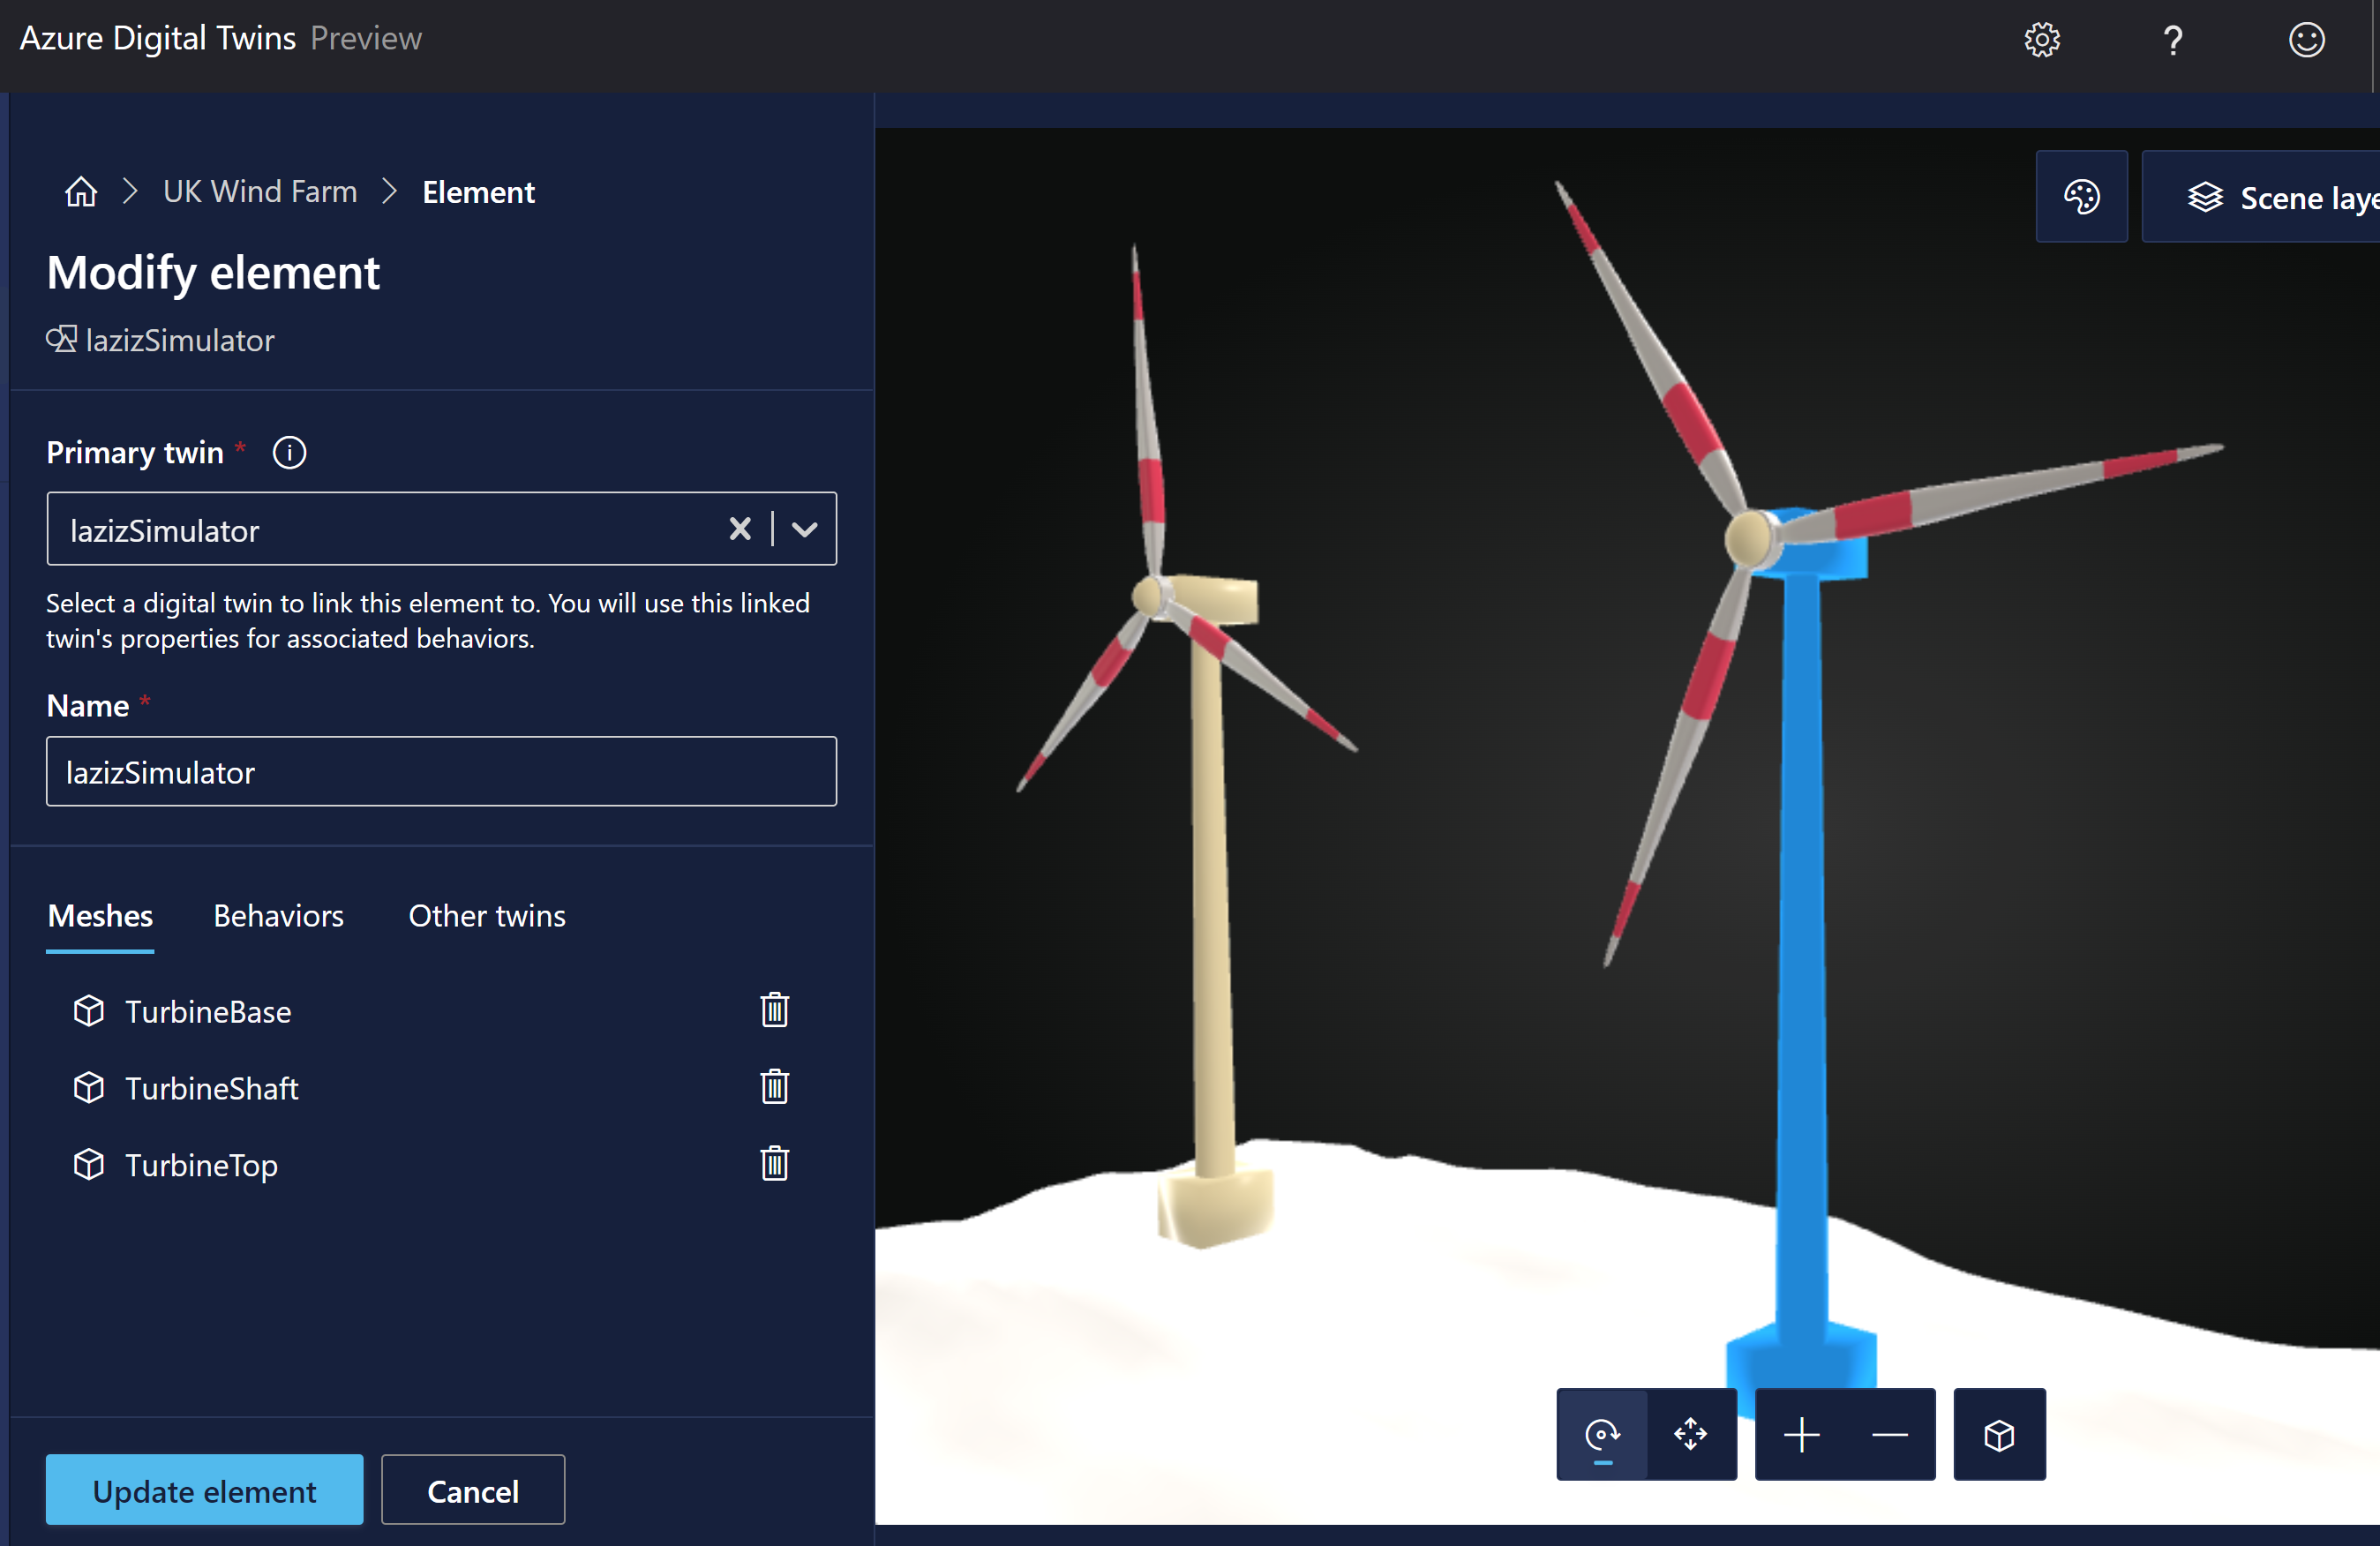 Azure Digital Twins Preview
UK Wind Farm Element
Modify element
lazizSimulator
Primary twin *
lazizSimulator
Select a digital twin to link this element to. You will use this linked
twin's properties for associated behaviors.
Name *
lazizSimulator
Meshes Behaviors Other twins
TurbineBase
TurbineShaft
TurbineTop
Update element Cancel
Scene laye